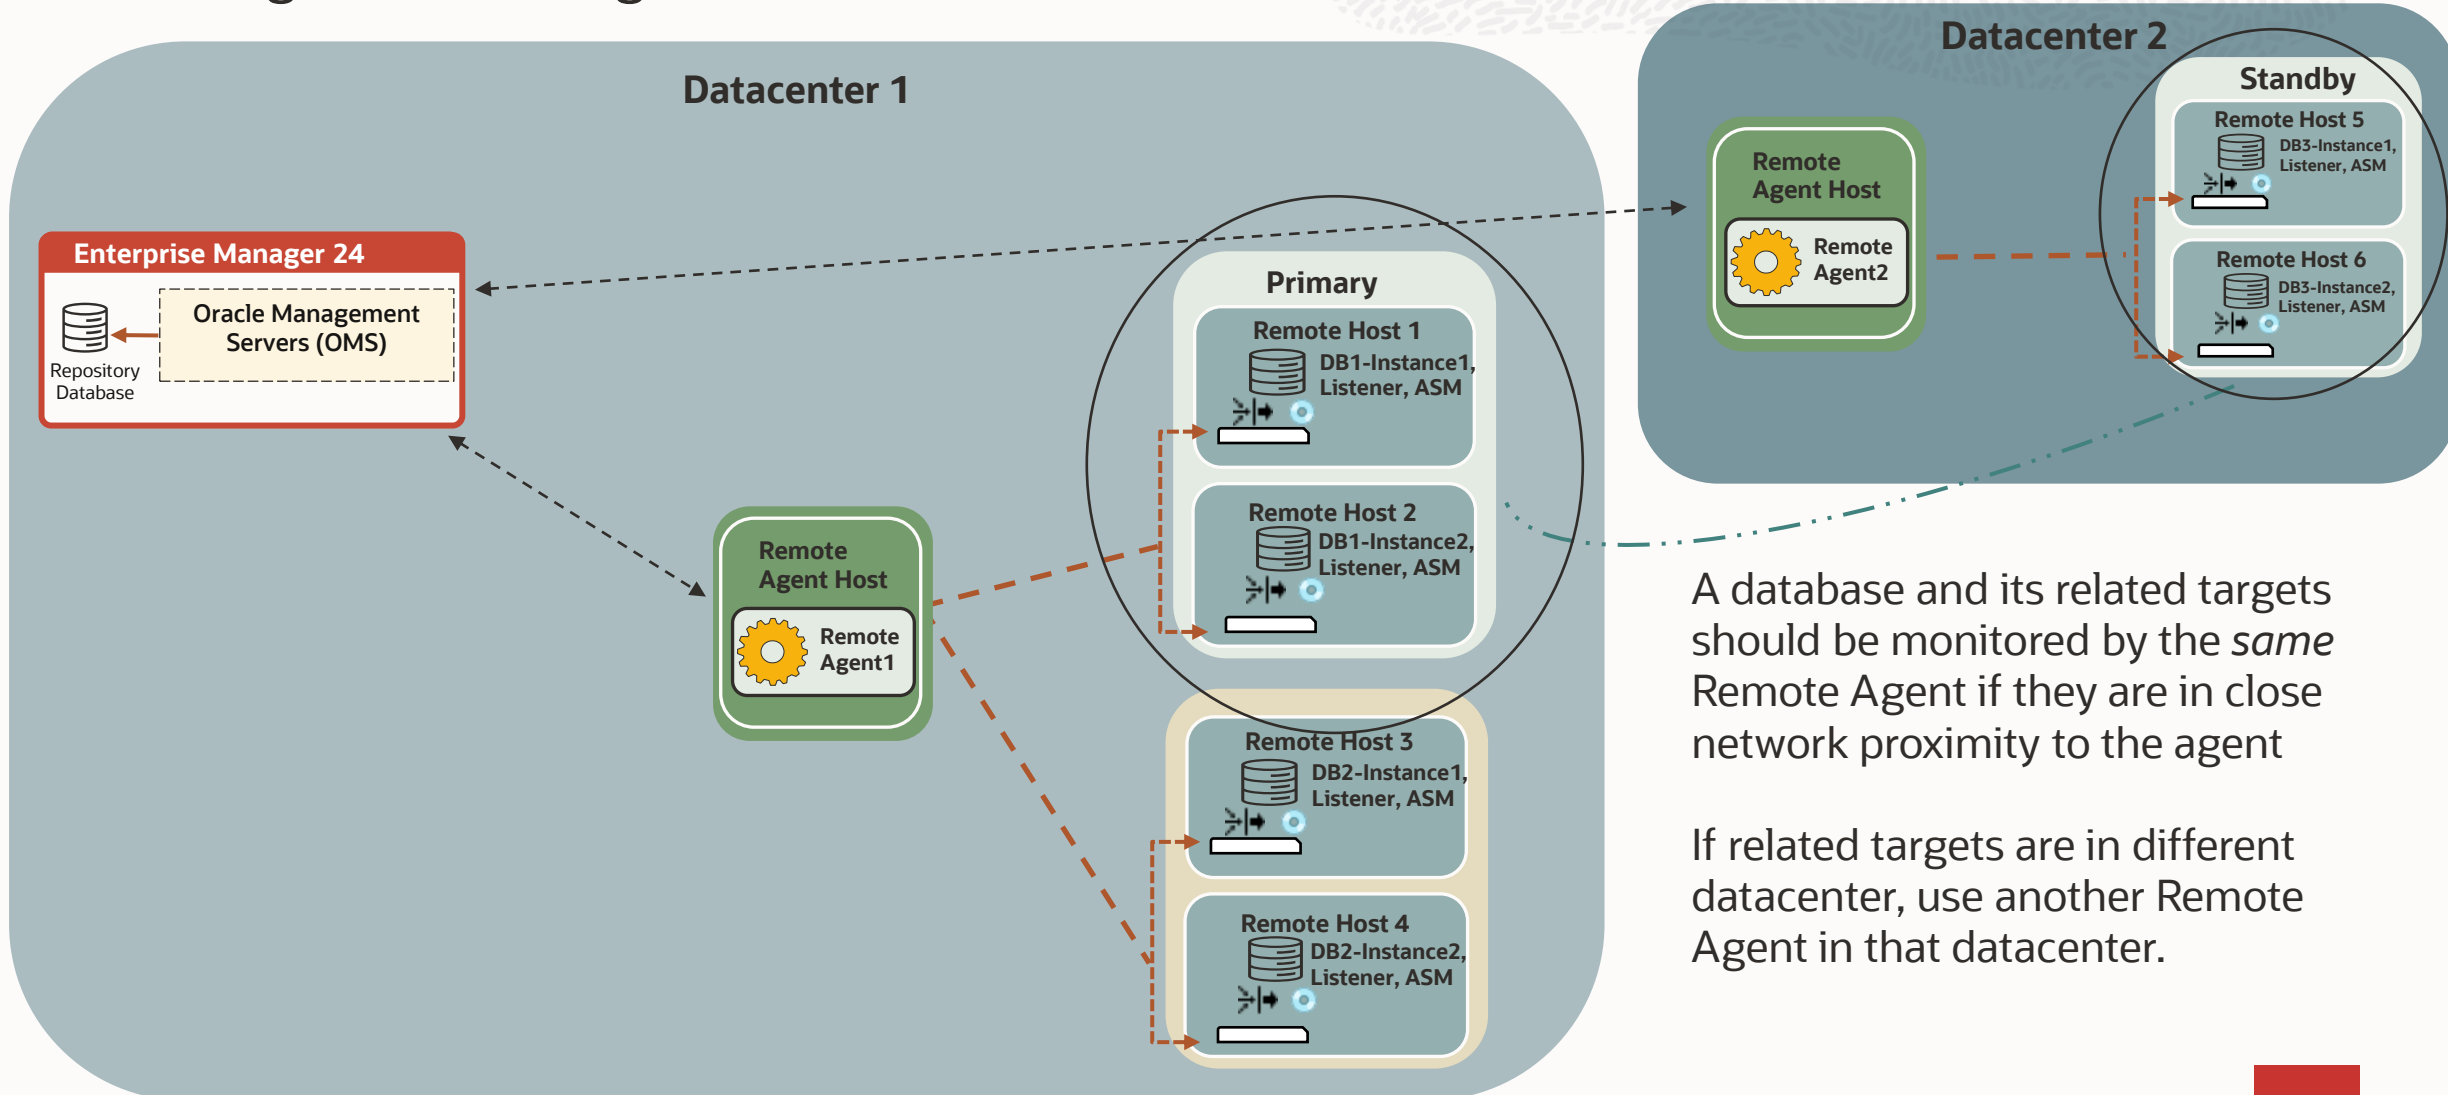 Datacenter 1
Enterprise Manager 24
Oracle Management
Servers (OMS)
Repository
Database
Remote
Agent Host
Remote
Agent1
Primary
Remote Host 1
DB1-Instance1,
Listener, ASM
Remote Host 2
DB1-Instance2,
Listener, ASM
Remote Host 3
DB2-Instance1,
Listener, ASM
Remote Host 4
DB2-Instance2,
Listener, ASM
Datacenter 2
Remote
Agent Host
Remote
Agent2
Standby
Remote Host 5
DB3-Instance1,
Listener, ASM
Remote Host 6
DB3-Instance2,
Listener, ASM
A database and its related targets
should be monitored by the same
Remote Agent if they are in close
network proximity to the agent
If related targets are in different
datacenter, use another Remote
Agent in that datacenter.